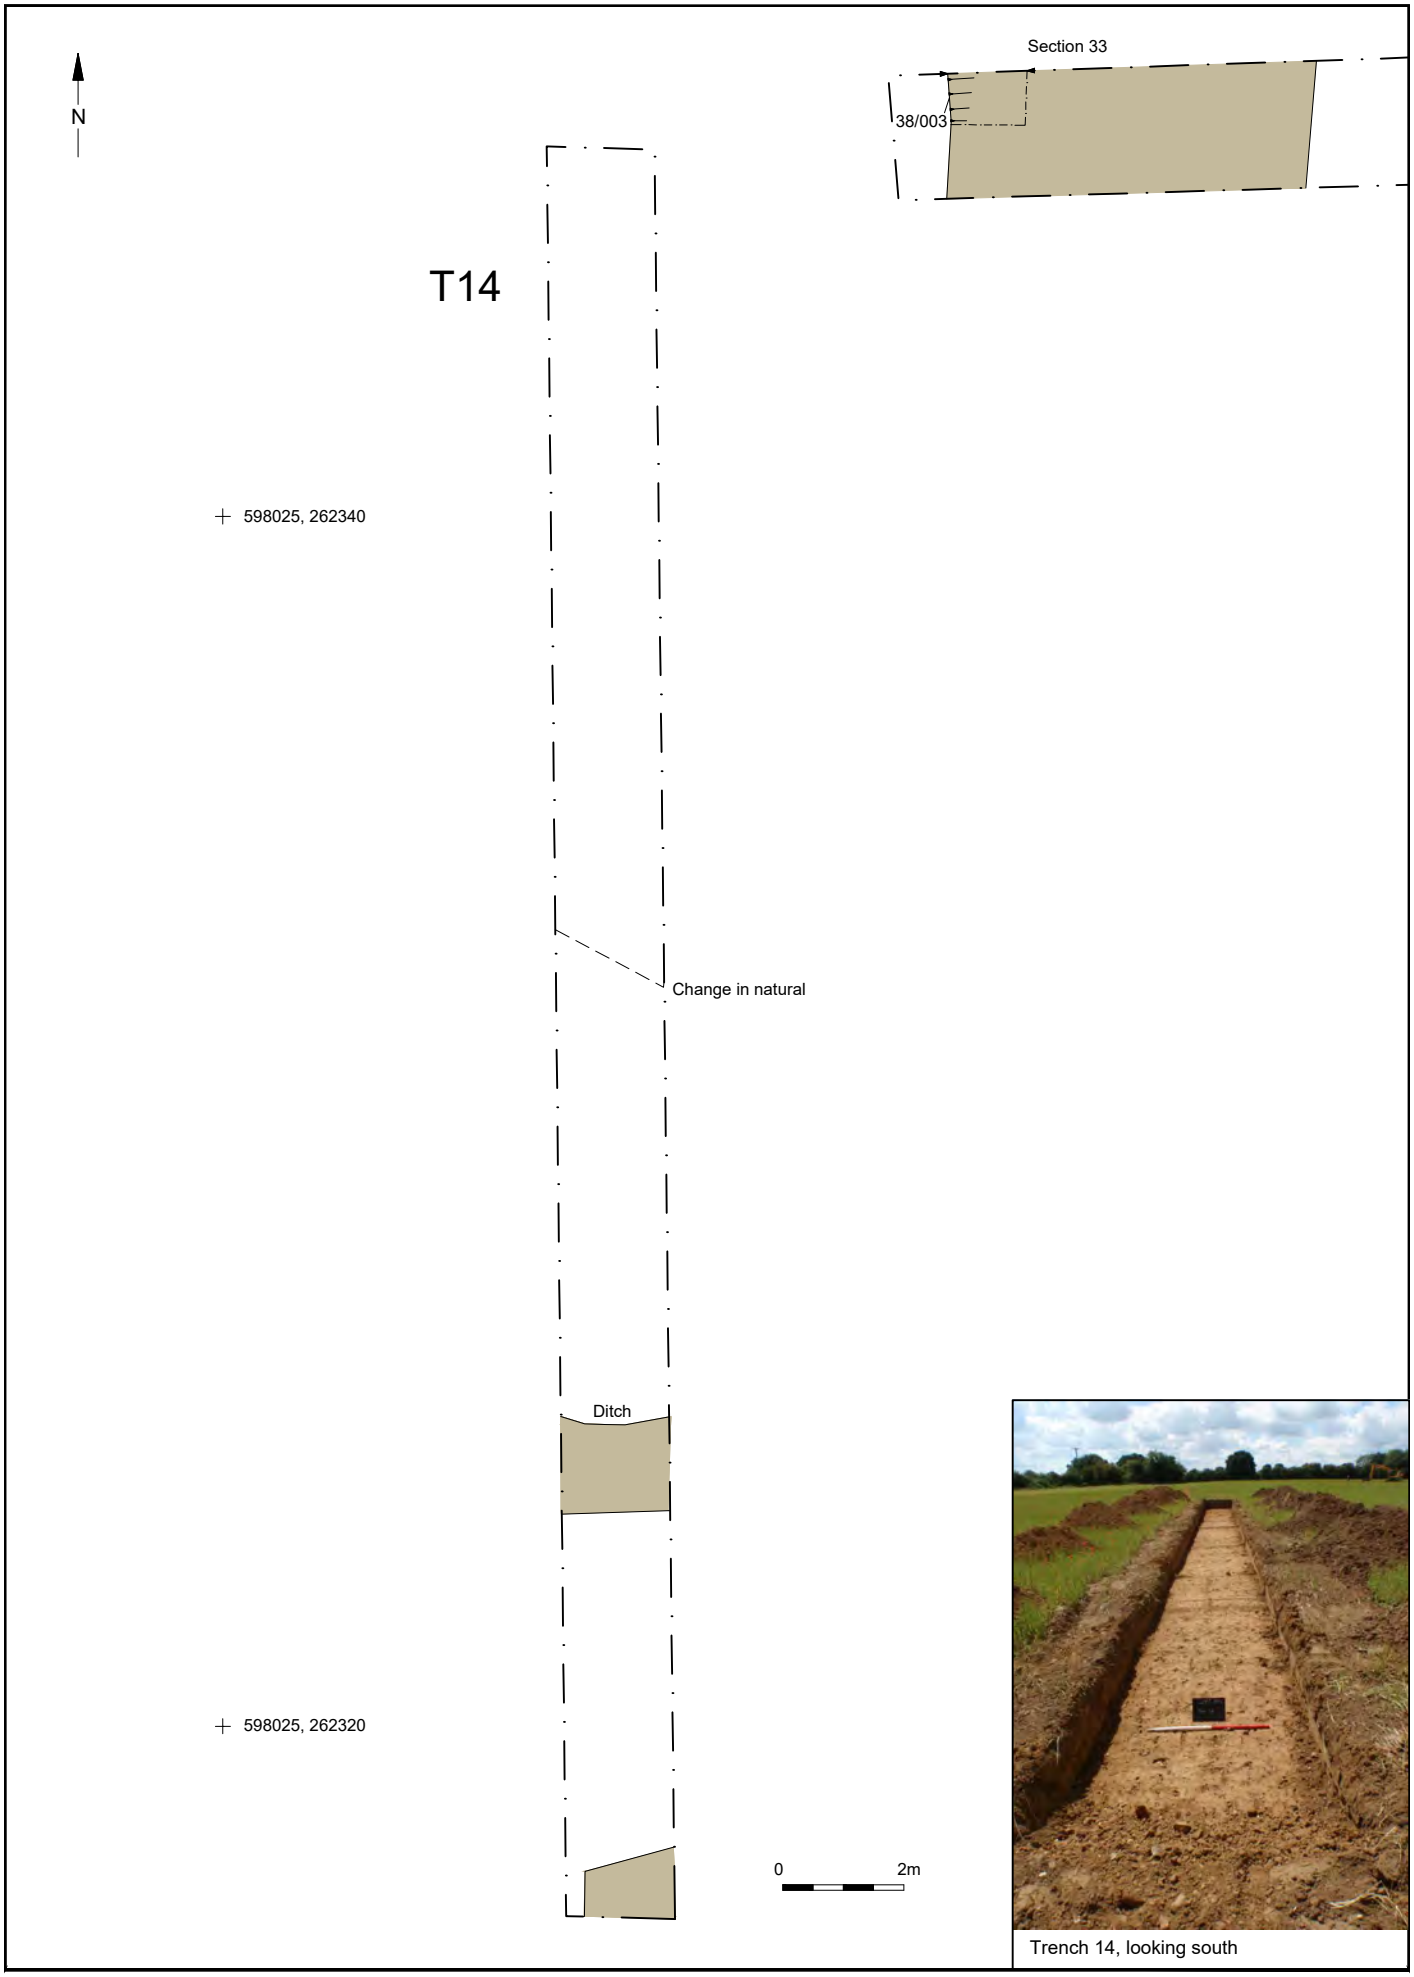 Section 33
N
38/003
T14
598025, 262340
Change in natural
Ditch
598025, 262320
0 2m
Trench 14, looking south